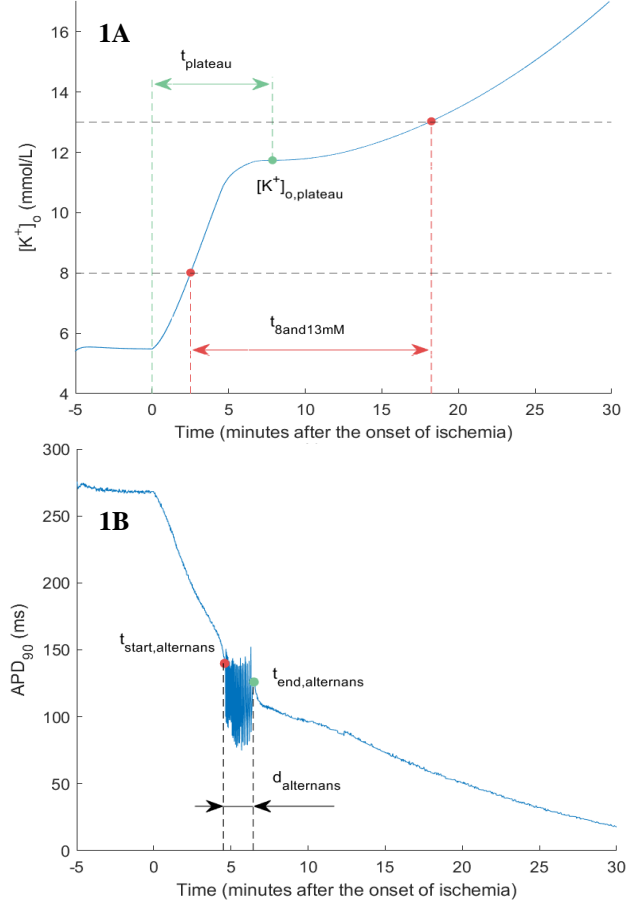 1A
16
14
12
10
8
6
4
[K⁺]ₒ (mmol/L)
t_plateau
[K⁺]_o,plateau
t_8and13mM
-5 0 5 10 15 20 25 30
Time (minutes after the onset of ischemia)
1B
300
250
200
150
100
50
0
APD_90 (ms)
t_start,alternans
t_end,alternans
d_alternans
-5 0 5 10 15 20 25 30
Time (minutes after the onset of ischemia)